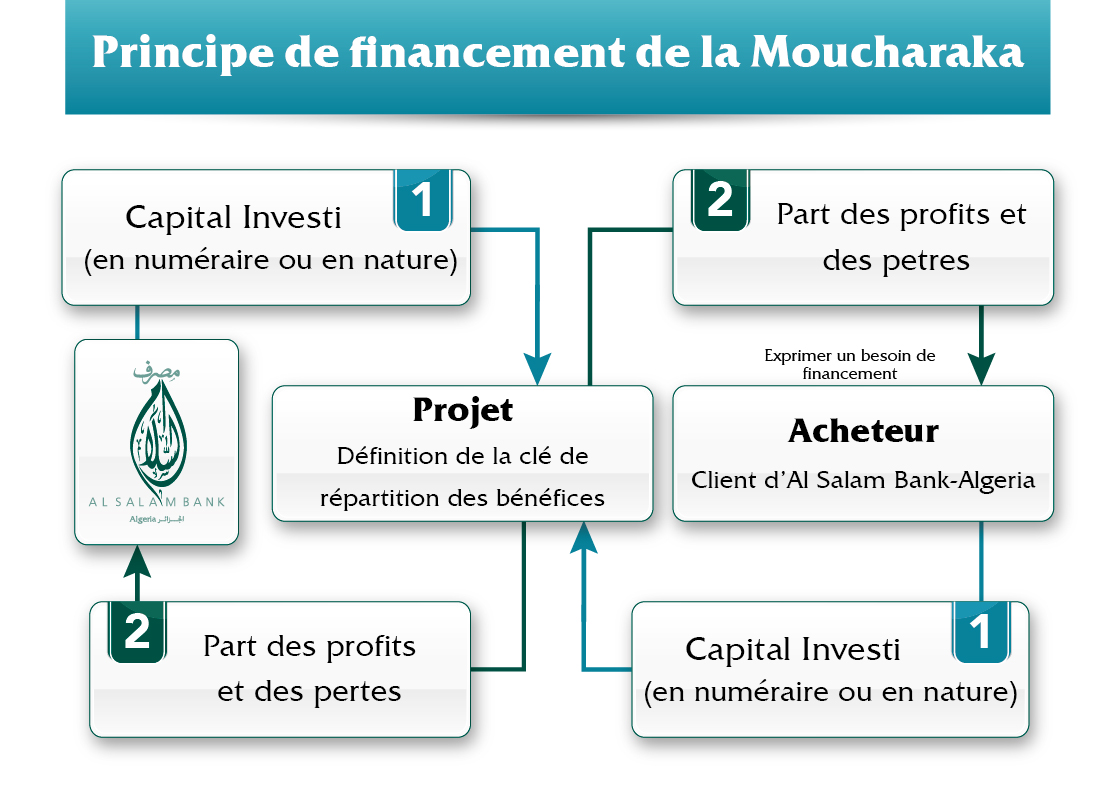 Principe de financement de la Moucharaka
1
Capital Investi
(en numéraire ou en nature)
2
Part des profits et
des petres
مصرف
السلام
AL SALAM BANK
Algeria الجزائر
Exprimer un besoin de
financement
Projet
Définition de la clé de
répartition des bénéfices
Acheteur
Client d'Al Salam Bank-Algeria
2
Part des profits
et des pertes
1
Capital Investi
(en numéraire ou en nature)